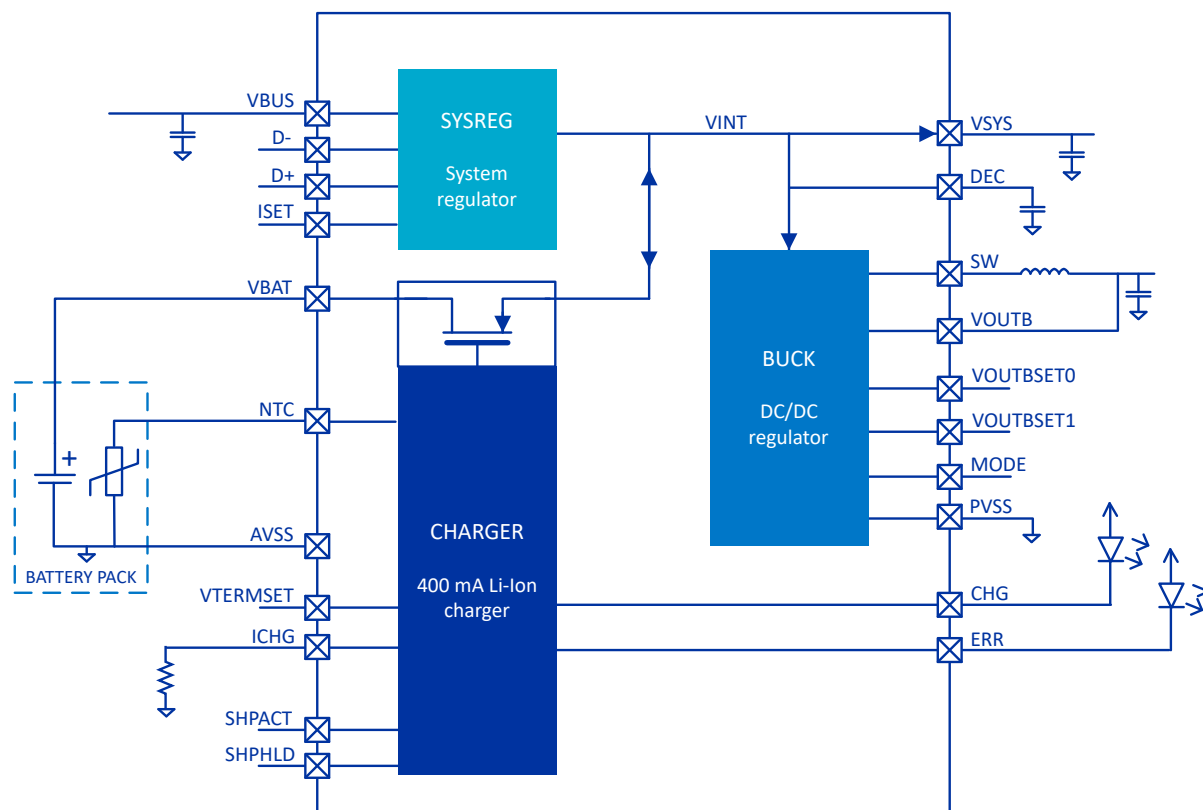 VBUS
D-
D+
ISET
SYSREG
System
regulator
VINT
VSYS
DEC
VBAT
SW
VOUTB
BUCK
DC/DC
regulator
VOUTBSET0
VOUTBSET1
MODE
PVSS
NTC
+
AVSS
BATTERY PACK
CHARGER
400 mA Li-Ion
charger
VTERMSET
ICHG
SHPACT
SHPHLD
CHG
ERR